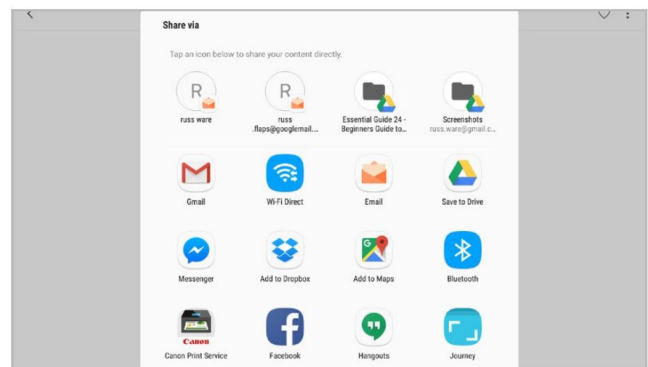 Share via
Tap an icon below to share your content directly.
R
R
russ ware
russ
.flaps@googlemail....
Essential Guide 24 -
Beginners Guide to...
Screenshots
russ.ware@gmail.c...
Gmail
Wi-Fi Direct
Email
Save to Drive
G
Messenger
Add to Dropbox
Add to Maps
Bluetooth
Canon
Canon Print Service
Facebook
Hangouts
Journey